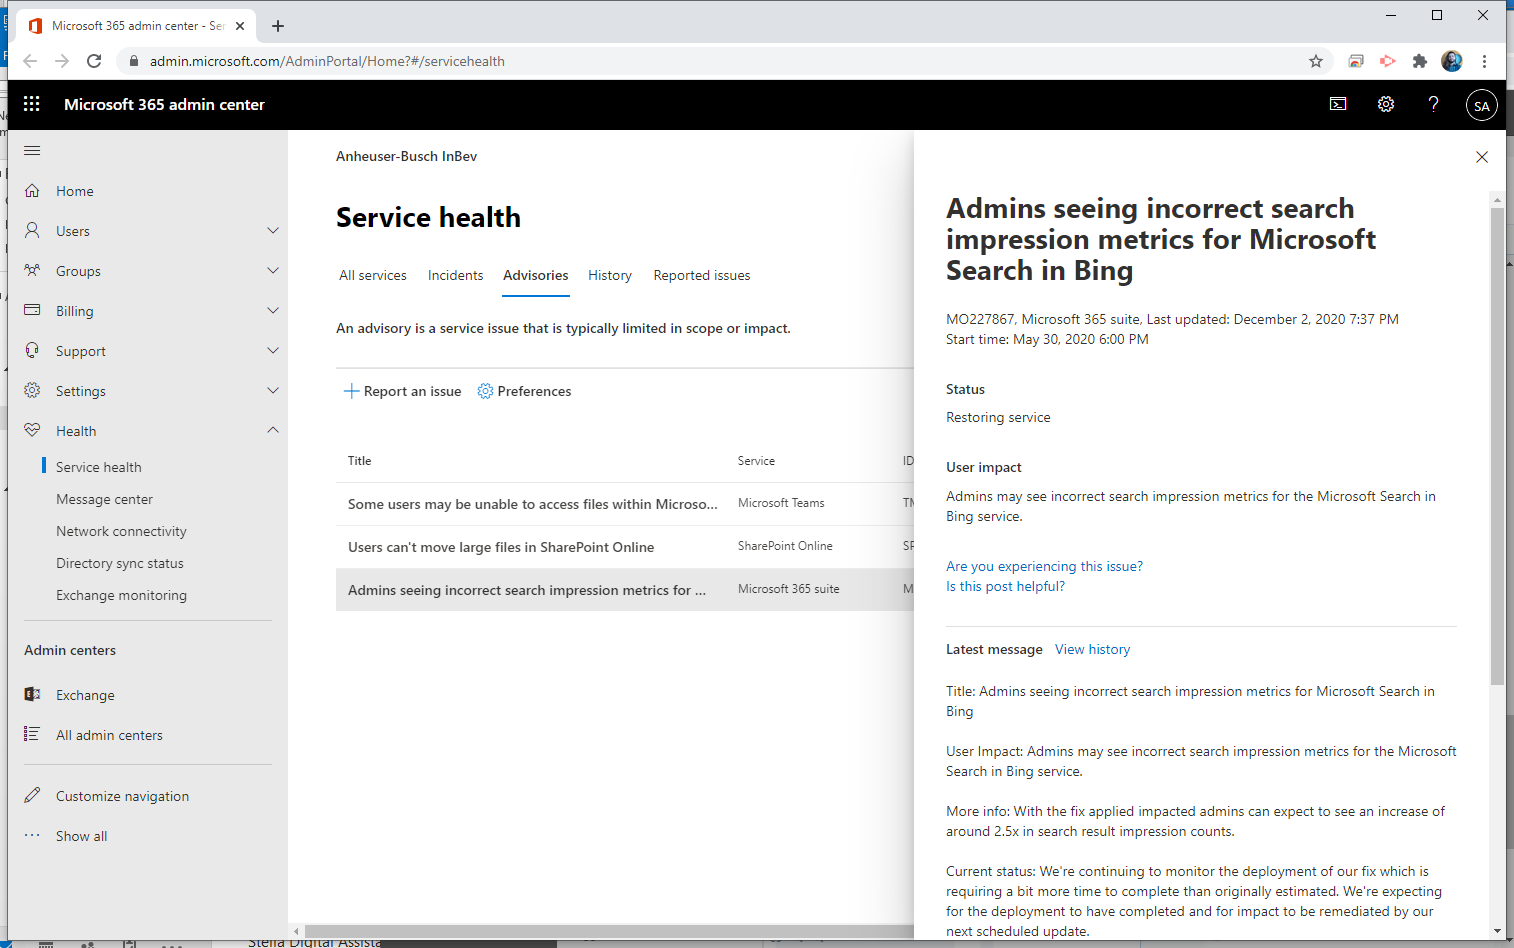 Microsoft 365 admin center - Ser
admin.microsoft.com/AdminPortal/Home?#/servicehealth
Microsoft 365 admin center
SA
Home
Users
Groups
Billing
Support
Settings
Health
Service health
Message center
Network connectivity
Directory sync status
Exchange monitoring
Admin centers
Exchange
All admin centers
Customize navigation
Show all
Anheuser-Busch InBev
Service health
All services Incidents Advisories History Reported issues
An advisory is a service issue that is typically limited in scope or impact.
Report an issue Preferences
Title Service ID
Some users may be unable to access files within Microso... Microsoft Teams TM
Users can't move large files in SharePoint Online SharePoint Online SP
Admins seeing incorrect search impression metrics for ... Microsoft 365 suite M
Admins seeing incorrect search
impression metrics for Microsoft
Search in Bing
MO227867, Microsoft 365 suite, Last updated: December 2, 2020 7:37 PM
Start time: May 30, 2020 6:00 PM
Status
Restoring service
User impact
Admins may see incorrect search impression metrics for the Microsoft Search in
Bing service.
Are you experiencing this issue?
Is this post helpful?
Latest message View history
Title: Admins seeing incorrect search impression metrics for Microsoft Search in
Bing
User Impact: Admins may see incorrect search impression metrics for the Microsoft
Search in Bing service.
More info: With the fix applied impacted admins can expect to see an increase of
around 2.5x in search result impression counts.
Current status: We're continuing to monitor the deployment of our fix which is
requiring a bit more time to complete than originally estimated. We're expecting
for the deployment to have completed and for impact to be remediated by our
next scheduled update.
Stella Digital Assista